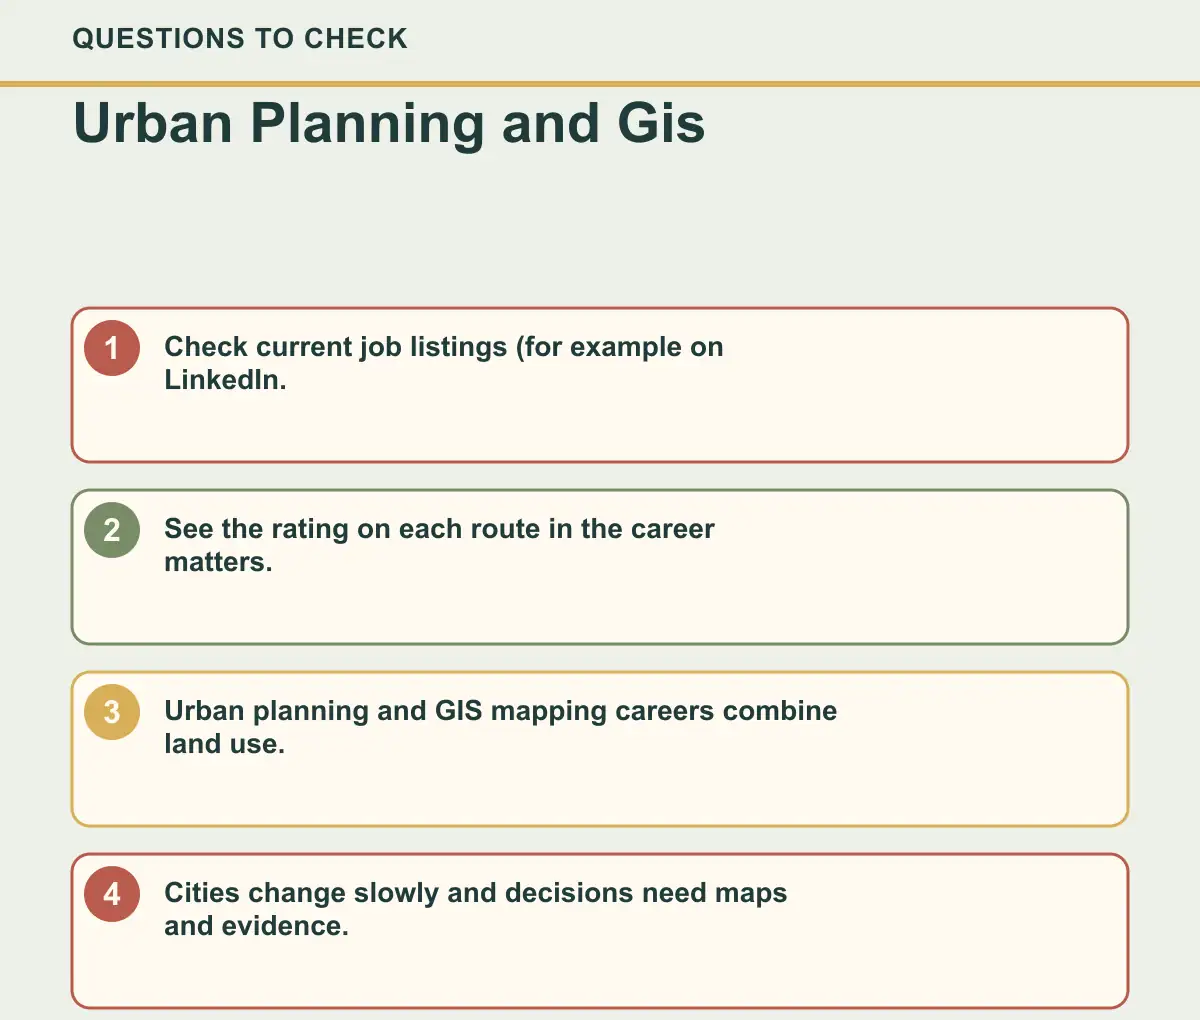 QUESTIONS TO CHECK
Urban Planning and Gis
1
Check current job listings (for example on
LinkedIn.
2
See the rating on each route in the career
matters.
3
Urban planning and GIS mapping careers combine
land use.
4
Cities change slowly and decisions need maps
and evidence.